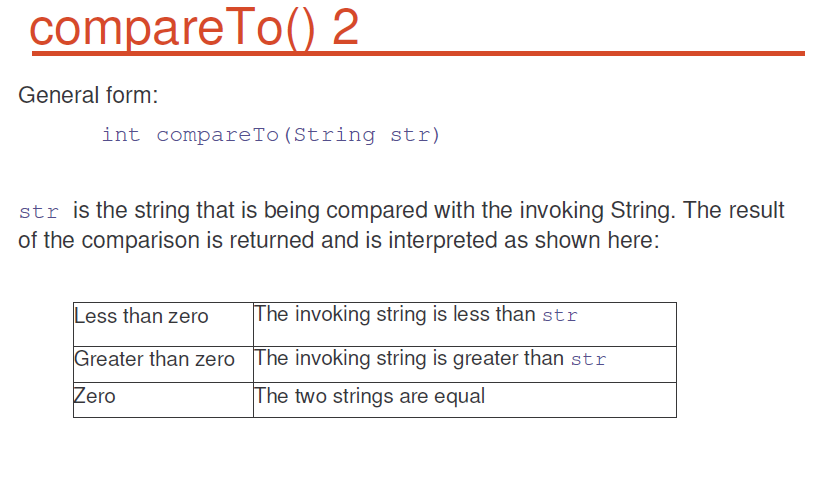 compareTo() 2
General form:
int compareTo(String str)
str is the string that is being compared with the invoking String. The result
of the comparison is returned and is interpreted as shown here:
Less than zero The invoking string is less than str
Greater than zero The invoking string is greater than str
Zero The two strings are equal